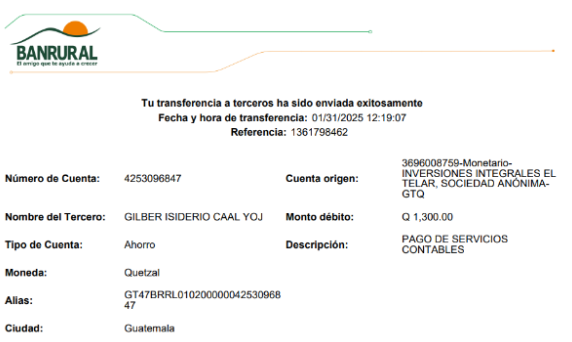 BANRURAL
El amigo que te ayuda a crecer
Tu transferencia a terceros ha sido enviada exitosamente
Fecha y hora de transferencia: 01/31/2025 12:19:07
Referencia: 1361798462
Número de Cuenta: 4253096847
Cuenta origen: 3696008759-Monetario-
INVERSIONES INTEGRALES EL
TELAR, SOCIEDAD ANÓNIMA-
GTQ
Nombre del Tercero: GILBER ISIDERIO CAAL YOJ
Monto débito: Q 1,300.00
Tipo de Cuenta: Ahorro
Descripción: PAGO DE SERVICIOS
CONTABLES
Moneda: Quetzal
Alias: GT47BRRL010200000042530968
47
Ciudad: Guatemala